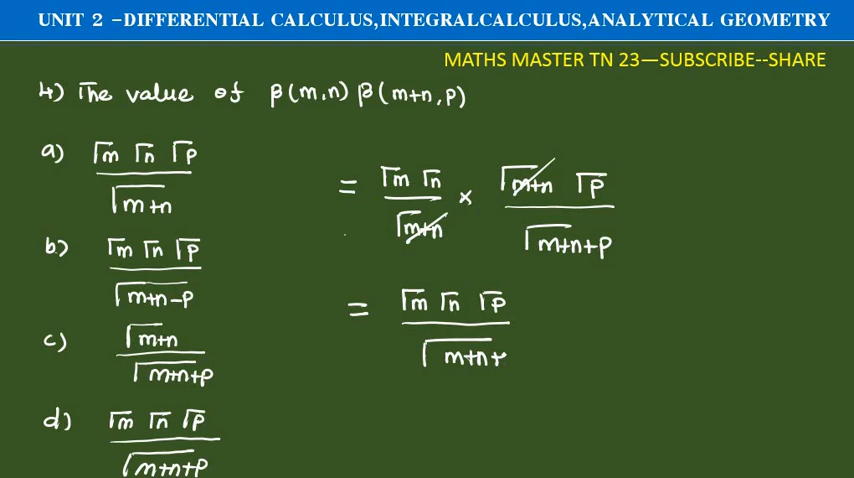 UNIT 2 -DIFFERENTIAL CALCULUS,INTEGRALCALCULUS,ANALYTICAL GEOMETRY
MATHS MASTER TN 23—SUBSCRIBE--SHARE
4) The value of β(m,n) β(m+n,p)
a) Γm Γn Γp / Γm+n
b) Γm Γn Γp / Γm+n-p
c) Γm+n / Γm+n+p
d) Γm Γn Γp / Γm+n+p
= Γm Γn / Γm+n × Γm+n Γp / Γm+n+p
= Γm Γn Γp / Γm+n+